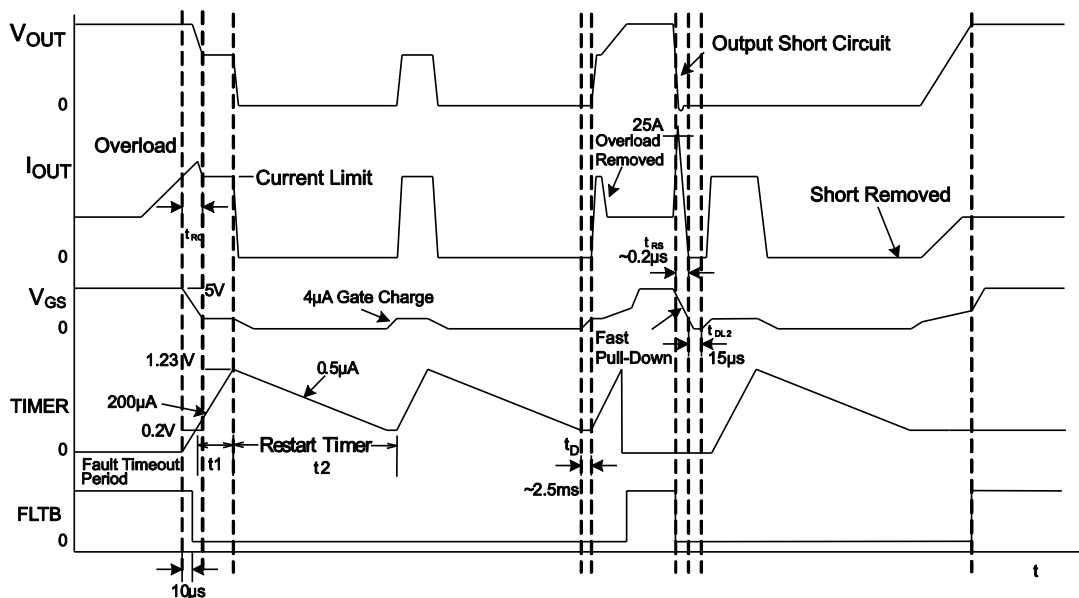 VOUT
0
Output Short Circuit
25A
Overload
Removed
Overload
IOUT
Current Limit
Short Removed
tRC
0
tRS
~0.2µs
VGS
5V
4µA Gate Charge
0
Fast
Pull-Down
tDL2
15µs
1.23V
0.5µA
TIMER
200µA
0.2V
0
Restart Timer
t1
t2
tD
~2.5ms
Fault Timeout
Period
FLTB
0
t
10µs